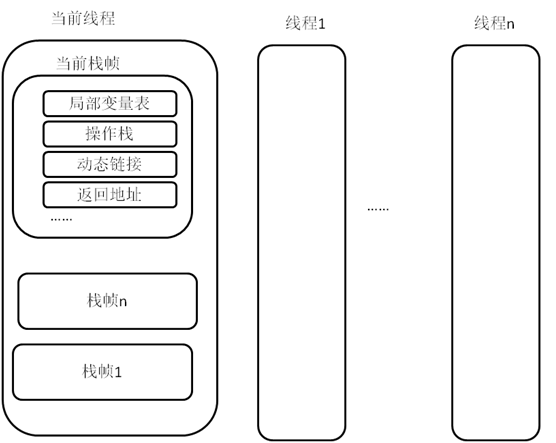 当前线程
线程1
线程n
当前栈帧
局部变量表
操作栈
动态链接
返回地址
……
……
栈帧n
栈帧1